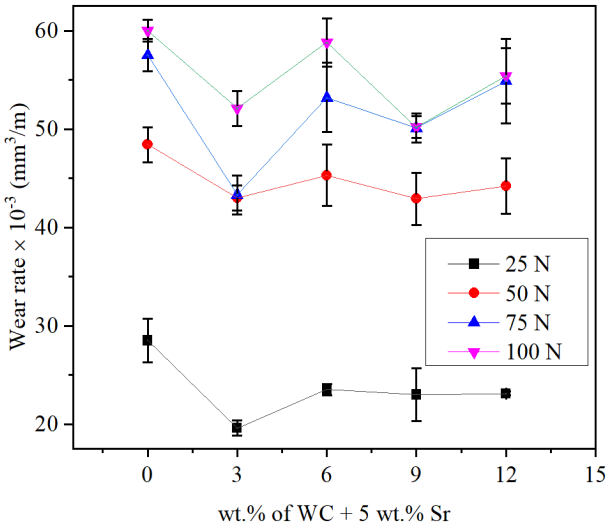 60
50
40
30
20
Wear rate × 10⁻³ (mm³/m)
25 N
50 N
75 N
100 N
0 3 6 9 12 15
wt.% of WC + 5 wt.% Sr